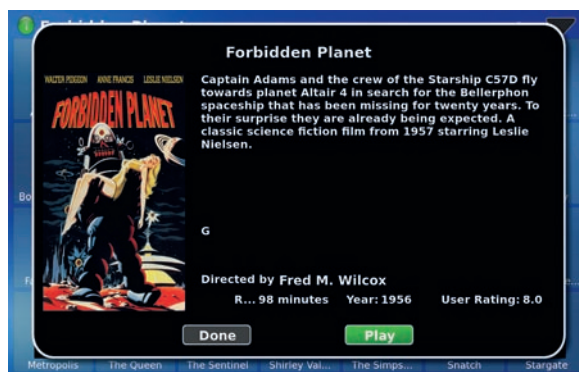 Forbidden Planet
WALTER PIDGEON ANNE FRANCIS LESLIE NIELSEN
FORBIDDEN PLANET
Captain Adams and the crew of the Starship C57D fly
towards planet Altair 4 in search for the Bellerphon
spaceship that has been missing for twenty years. To
their surprise they are already being expected. A
classic science fiction film from 1957 starring Leslie
Nielsen.
G
Directed by Fred M. Wilcox
R... 98 minutes Year: 1956 User Rating: 8.0
Done Play
Metropolis The Queen The Sentinel Shirley Val... The Simps... Snatch Stargate